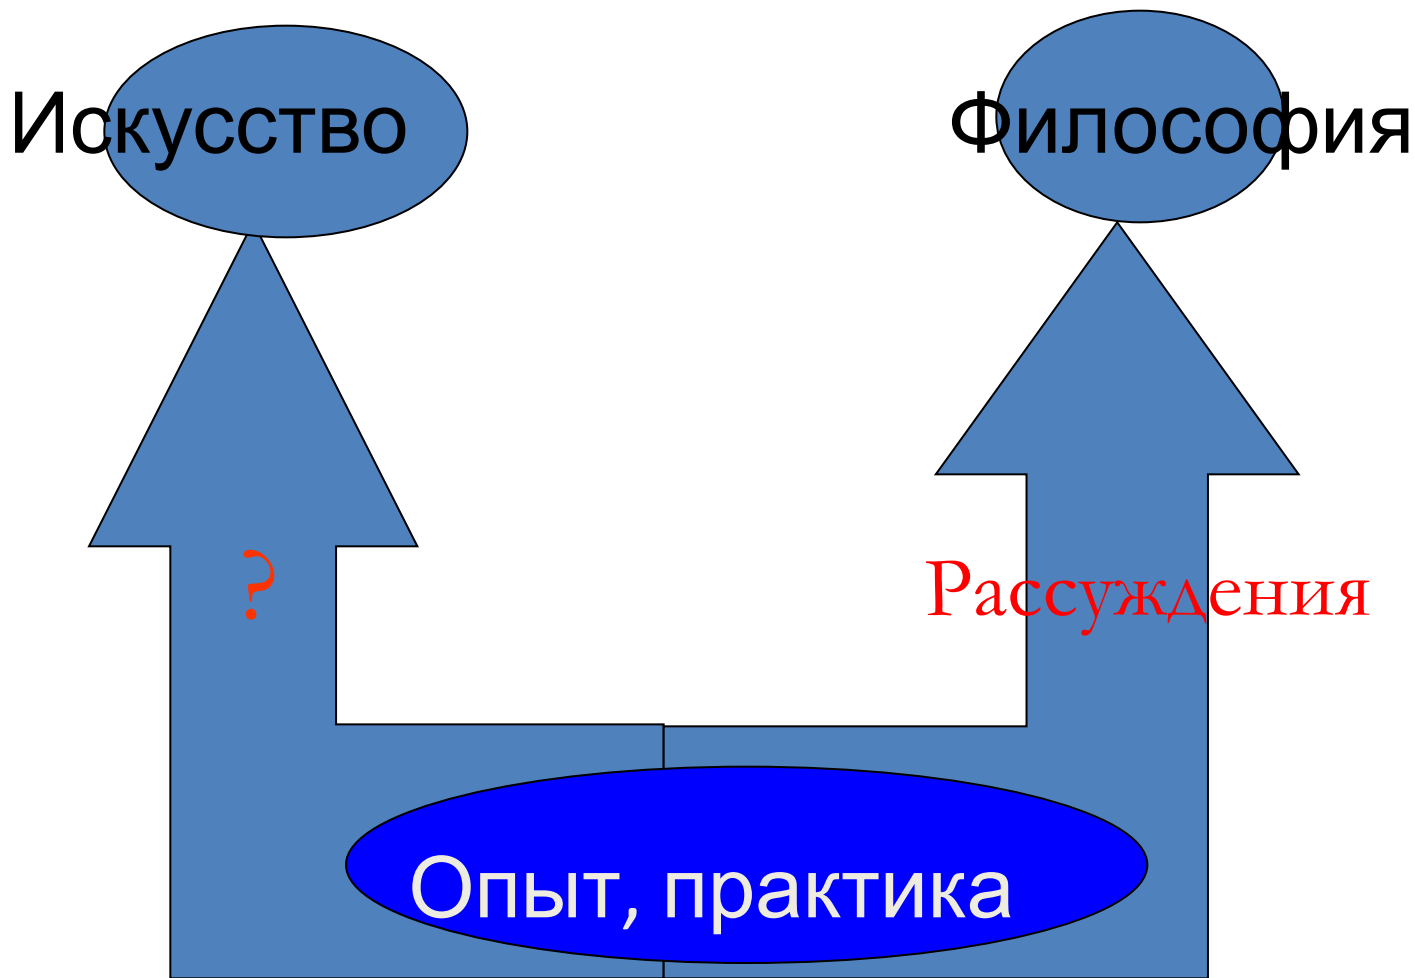 Искусство
Философия
?
Рассуждения
Опыт, практика